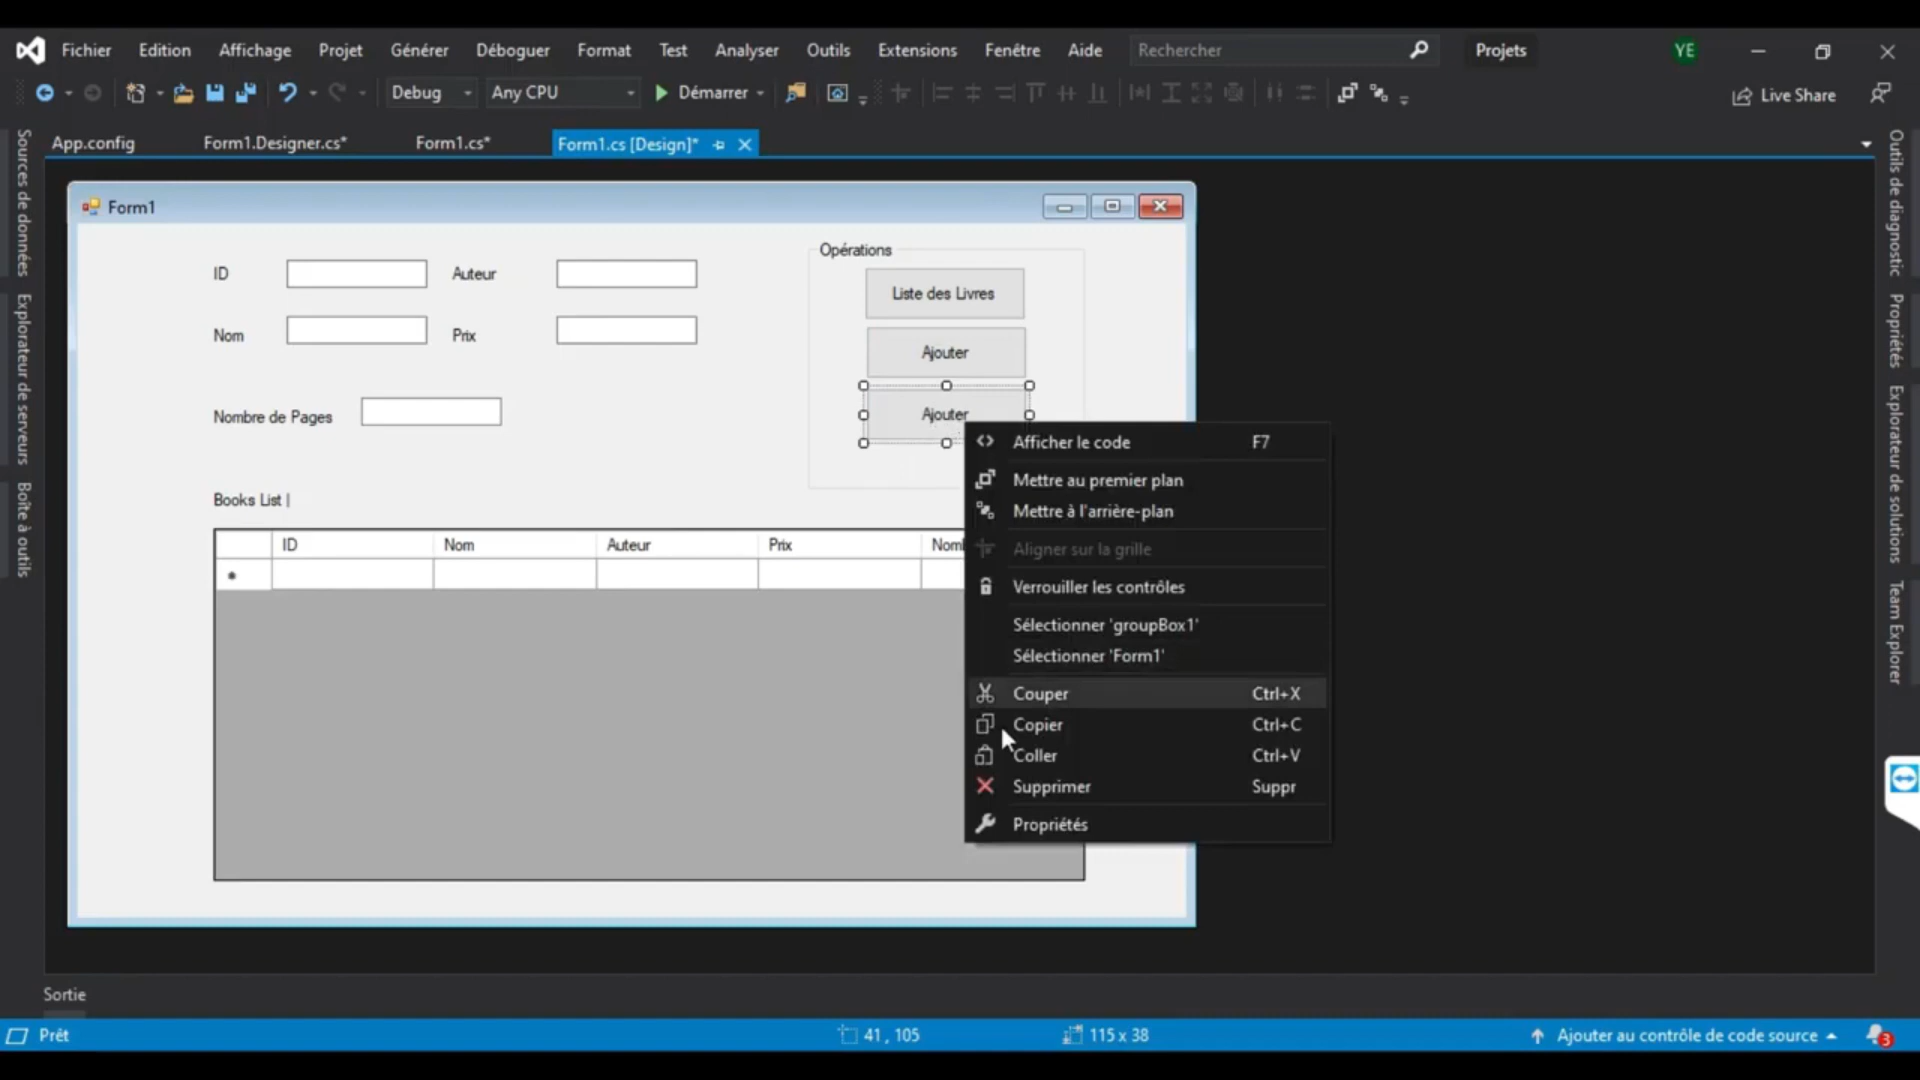 Fichier Edition Affichage Projet Générer Déboguer Format Test Analyser Outils Extensions Fenêtre Aide Rechercher Projets YE
Debug Any CPU Démarrer Live Share
App.config Form1.Designer.cs* Form1.cs* Form1.cs [Design]*
Sources de données
Explorateur de serveurs
Boîte à outils
Form1
ID Auteur
Nom Prix
Nombre de Pages
Opérations
Liste des Livres
Ajouter
Ajouter
Books List |
ID Nom Auteur Prix
Afficher le code F7
Mettre au premier plan
Mettre à l'arrière-plan
Aligner sur la grille
Verrouiller les contrôles
Sélectionner 'groupBox1'
Sélectionner 'Form1'
Couper Ctrl+X
Copier Ctrl+C
Coller Ctrl+V
Supprimer Suppr
Propriétés
Outils de diagnostic
Propriétés
Explorateur de solutions
Team Explorer
Sortie
Prêt 41 , 105 115 x 38 Ajouter au contrôle de code source 3